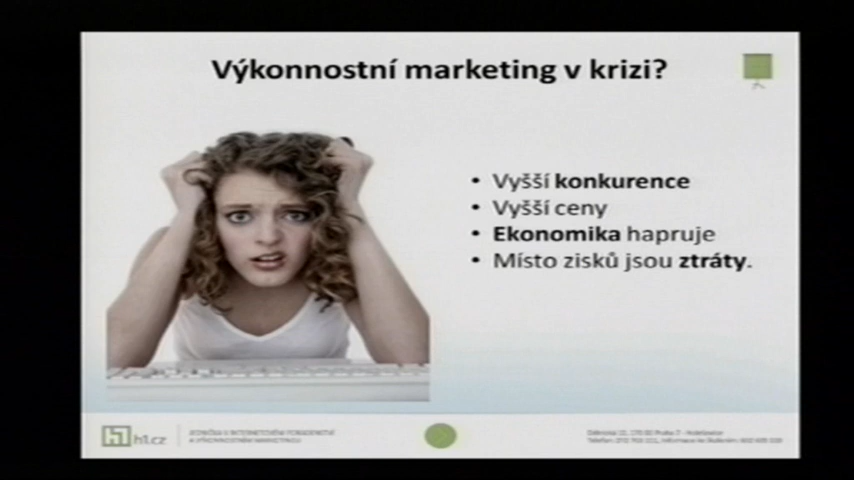 Výkonnostní marketing v krizi?
• Vyšší konkurence
• Vyšší ceny
• Ekonomika hapruje
• Místo zisků jsou ztráty.
h1.cz